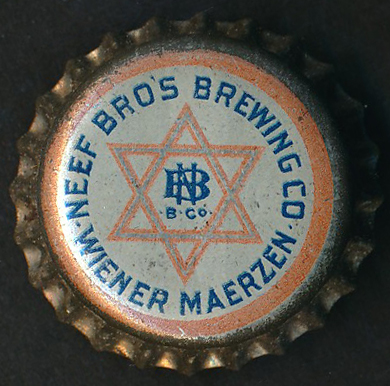 NEEF BRO'S BREWING CO.
WIENER MAERZEN
NBB
B. CO.